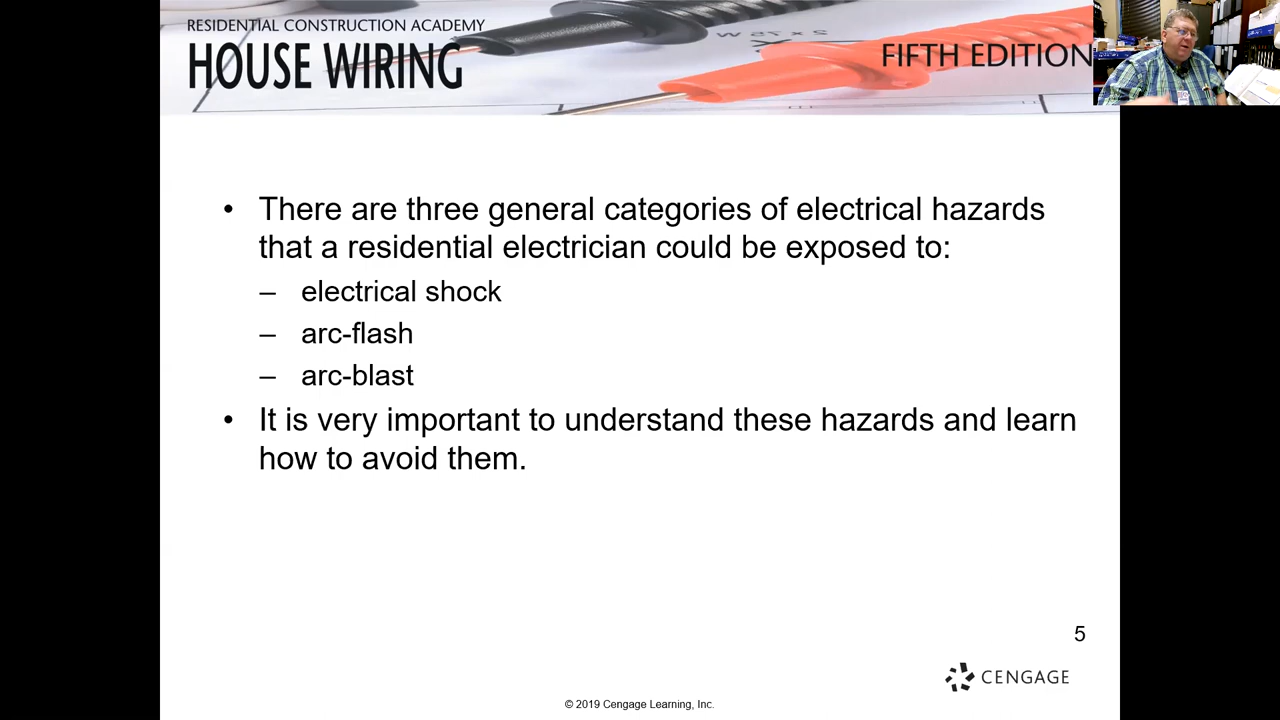 RESIDENTIAL CONSTRUCTION ACADEMY
HOUSE WIRING
FIFTH EDITION
• There are three general categories of electrical hazards
that a residential electrician could be exposed to:
– electrical shock
– arc-flash
– arc-blast
• It is very important to understand these hazards and learn
how to avoid them.
5
CENGAGE
© 2019 Cengage Learning, Inc.